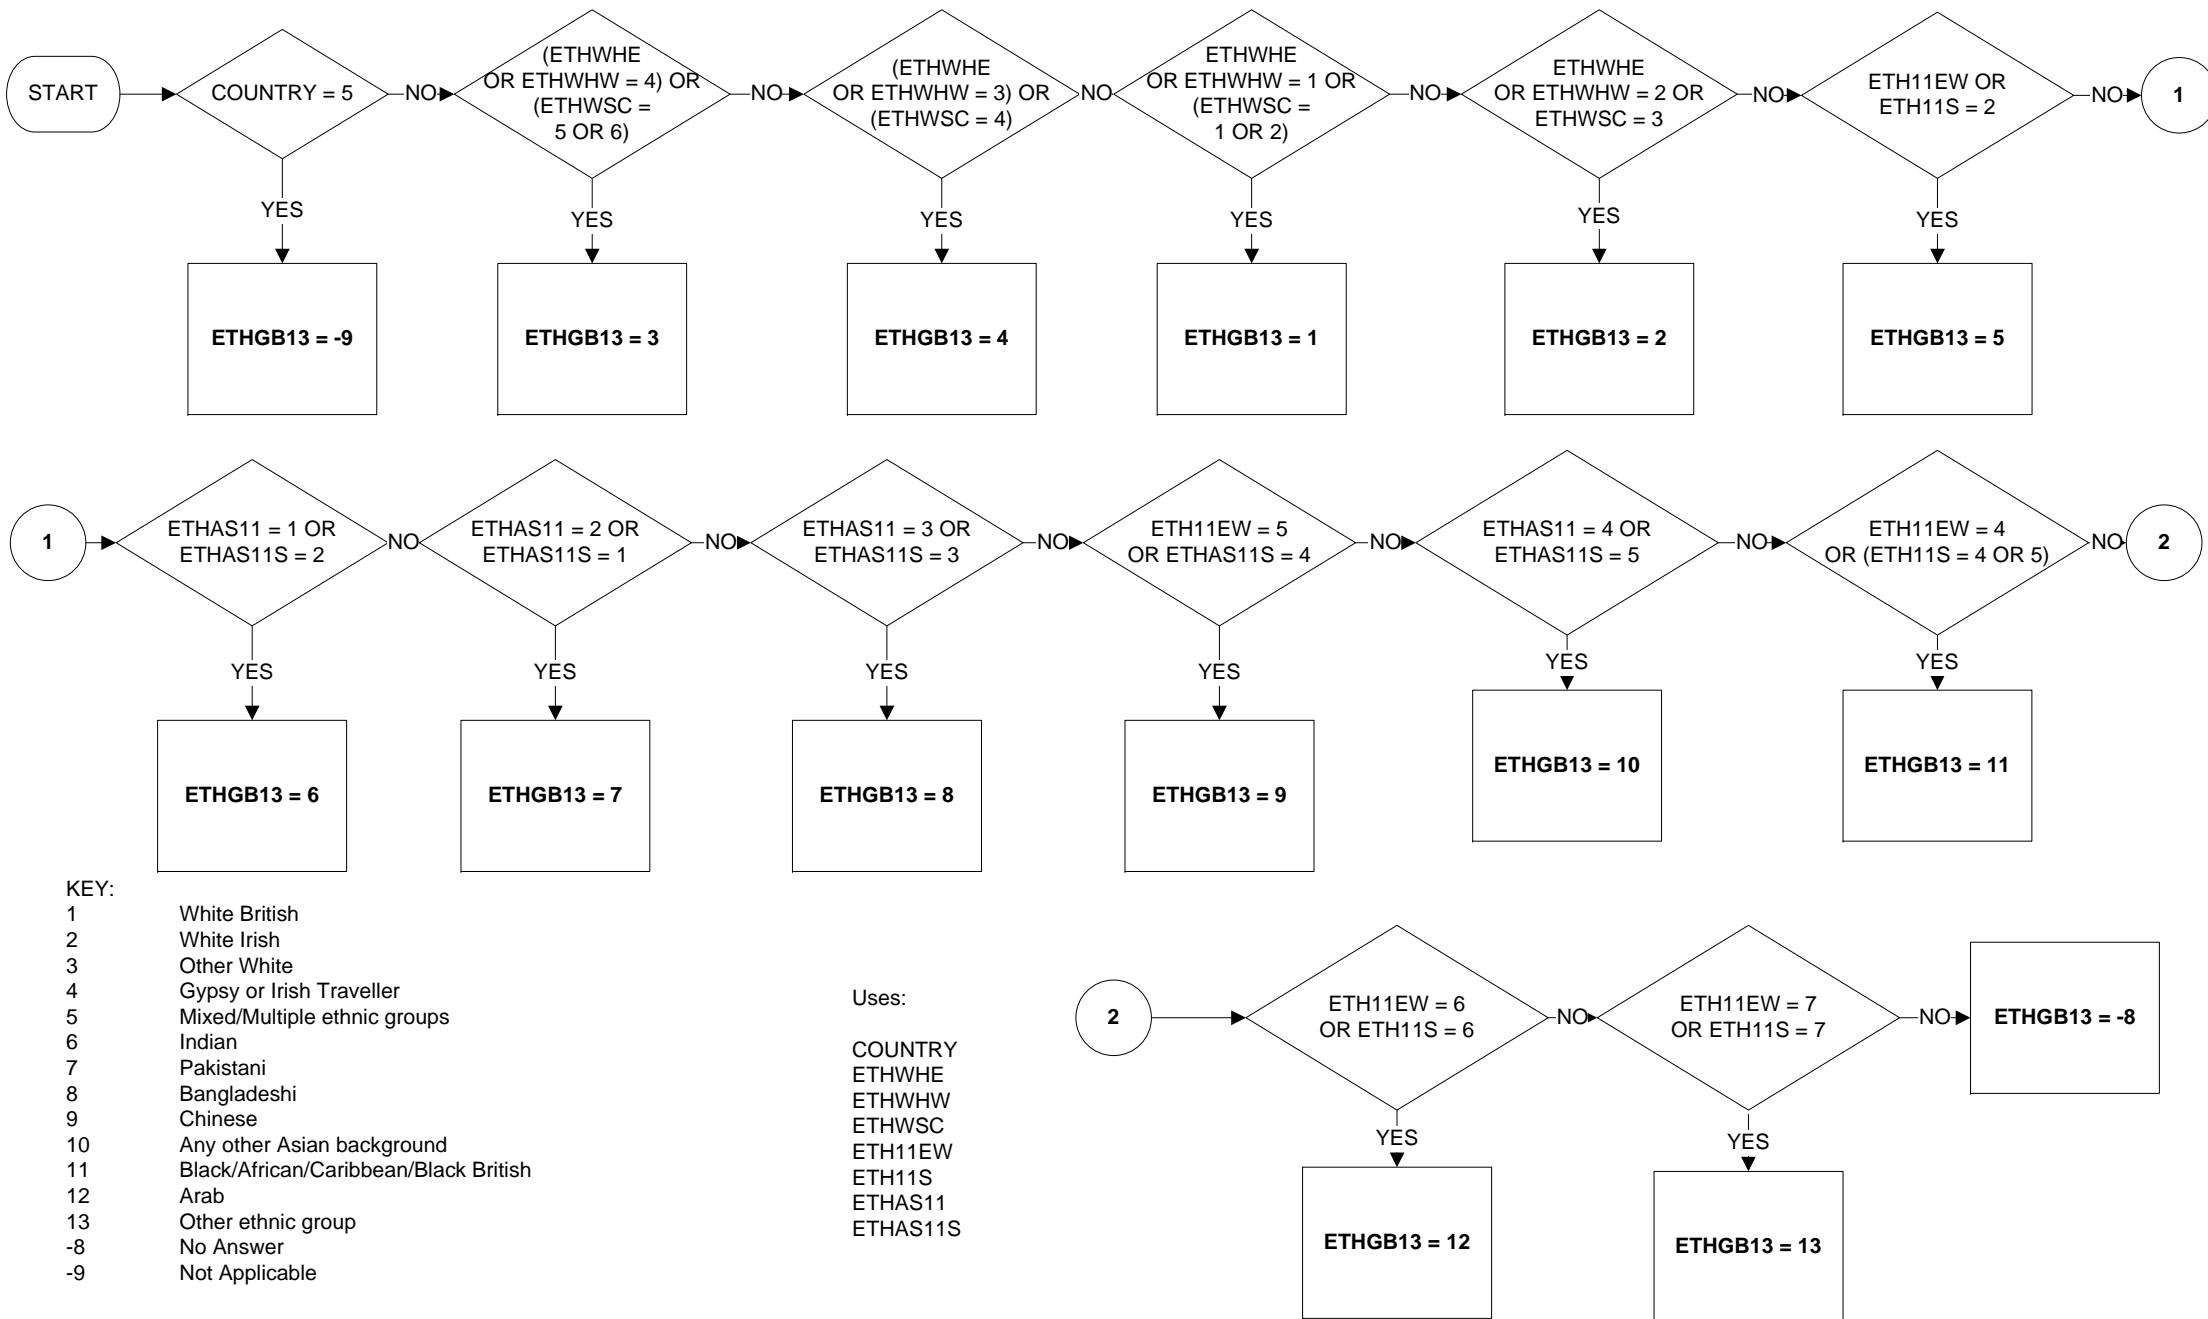 START
COUNTRY = 5
NO
(ETHWHE
OR ETHWHW = 4) OR
(ETHWSC =
5 OR 6)
NO
(ETHWHE
OR ETHWHW = 3) OR
(ETHWSC = 4)
NO
ETHWHE
OR ETHWHW = 1 OR
(ETHWSC =
1 OR 2)
NO
ETHWHE
OR ETHWHW = 2 OR
ETHWSC = 3
NO
ETH11EW OR
ETH11S = 2
NO
1
YES
YES
YES
YES
YES
YES
ETHGB13 = -9
ETHGB13 = 3
ETHGB13 = 4
ETHGB13 = 1
ETHGB13 = 2
ETHGB13 = 5
1
ETHAS11 = 1 OR
ETHAS11S = 2
NO
ETHAS11 = 2 OR
ETHAS11S = 1
NO
ETHAS11 = 3 OR
ETHAS11S = 3
NO
ETH11EW = 5
OR ETHAS11S = 4
NO
ETHAS11 = 4 OR
ETHAS11S = 5
NO
ETH11EW = 4
OR (ETH11S = 4 OR 5)
NO
2
YES
YES
YES
YES
YES
YES
ETHGB13 = 6
ETHGB13 = 7
ETHGB13 = 8
ETHGB13 = 9
ETHGB13 = 10
ETHGB13 = 11
KEY:
1 White British
2 White Irish
3 Other White
4 Gypsy or Irish Traveller
5 Mixed/Multiple ethnic groups
6 Indian
7 Pakistani
8 Bangladeshi
9 Chinese
10 Any other Asian background
11 Black/African/Caribbean/Black British
12 Arab
13 Other ethnic group
-8 No Answer
-9 Not Applicable
Uses:
COUNTRY
ETHWHE
ETHWHW
ETHWSC
ETH11EW
ETH11S
ETHAS11
ETHAS11S
2
ETH11EW = 6
OR ETH11S = 6
NO
ETH11EW = 7
OR ETH11S = 7
NO
ETHGB13 = -8
YES
YES
ETHGB13 = 12
ETHGB13 = 13